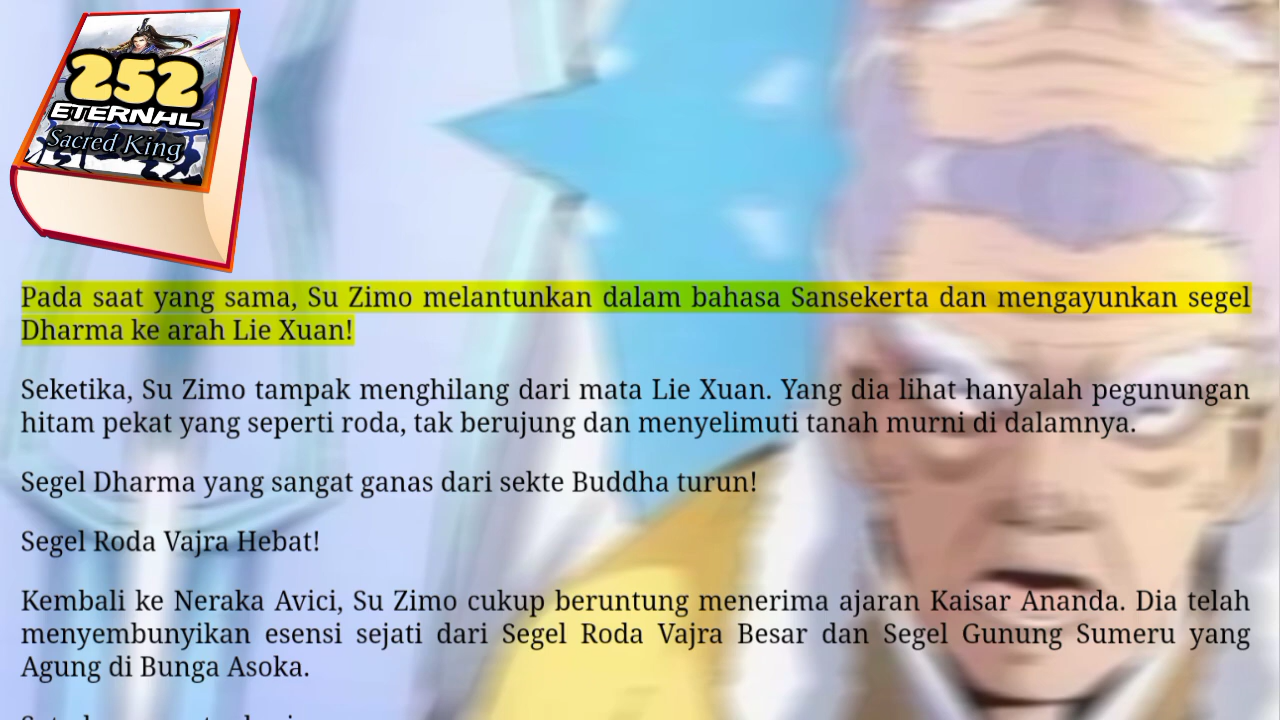 252
ETERNAL
Sacred King
Pada saat yang sama, Su Zimo melantunkan dalam bahasa Sansekerta dan mengayunkan segel
Dharma ke arah Lie Xuan!
Seketika, Su Zimo tampak menghilang dari mata Lie Xuan. Yang dia lihat hanyalah pegunungan
hitam pekat yang seperti roda, tak berujung dan menyelimuti tanah murni di dalamnya.
Segel Dharma yang sangat ganas dari sekte Buddha turun!
Segel Roda Vajra Hebat!
Kembali ke Neraka Avici, Su Zimo cukup beruntung menerima ajaran Kaisar Ananda. Dia telah
menyembunyikan esensi sejati dari Segel Roda Vajra Besar dan Segel Gunung Sumeru yang
Agung di Bunga Asoka.